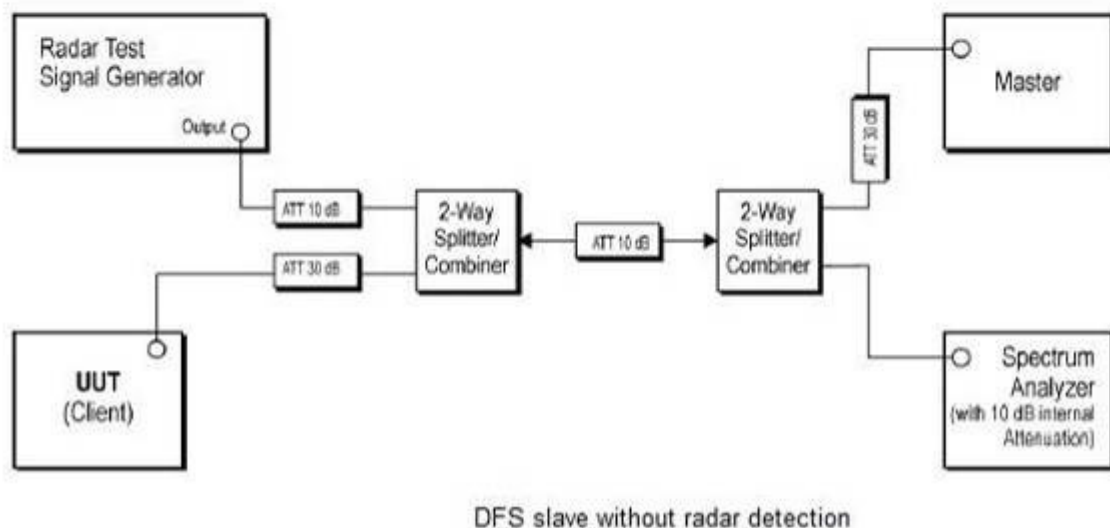 Radar Test
Signal Generator
Output
ATT 10 dB
ATT 30 dB
2-Way
Splitter/
Combiner
ATT 10 dB
2-Way
Splitter/
Combiner
ATT 30 dB
Master
UUT
(Client)
Spectrum
Analyzer
(with 10 dB internal
Attenuation)
DFS slave without radar detection